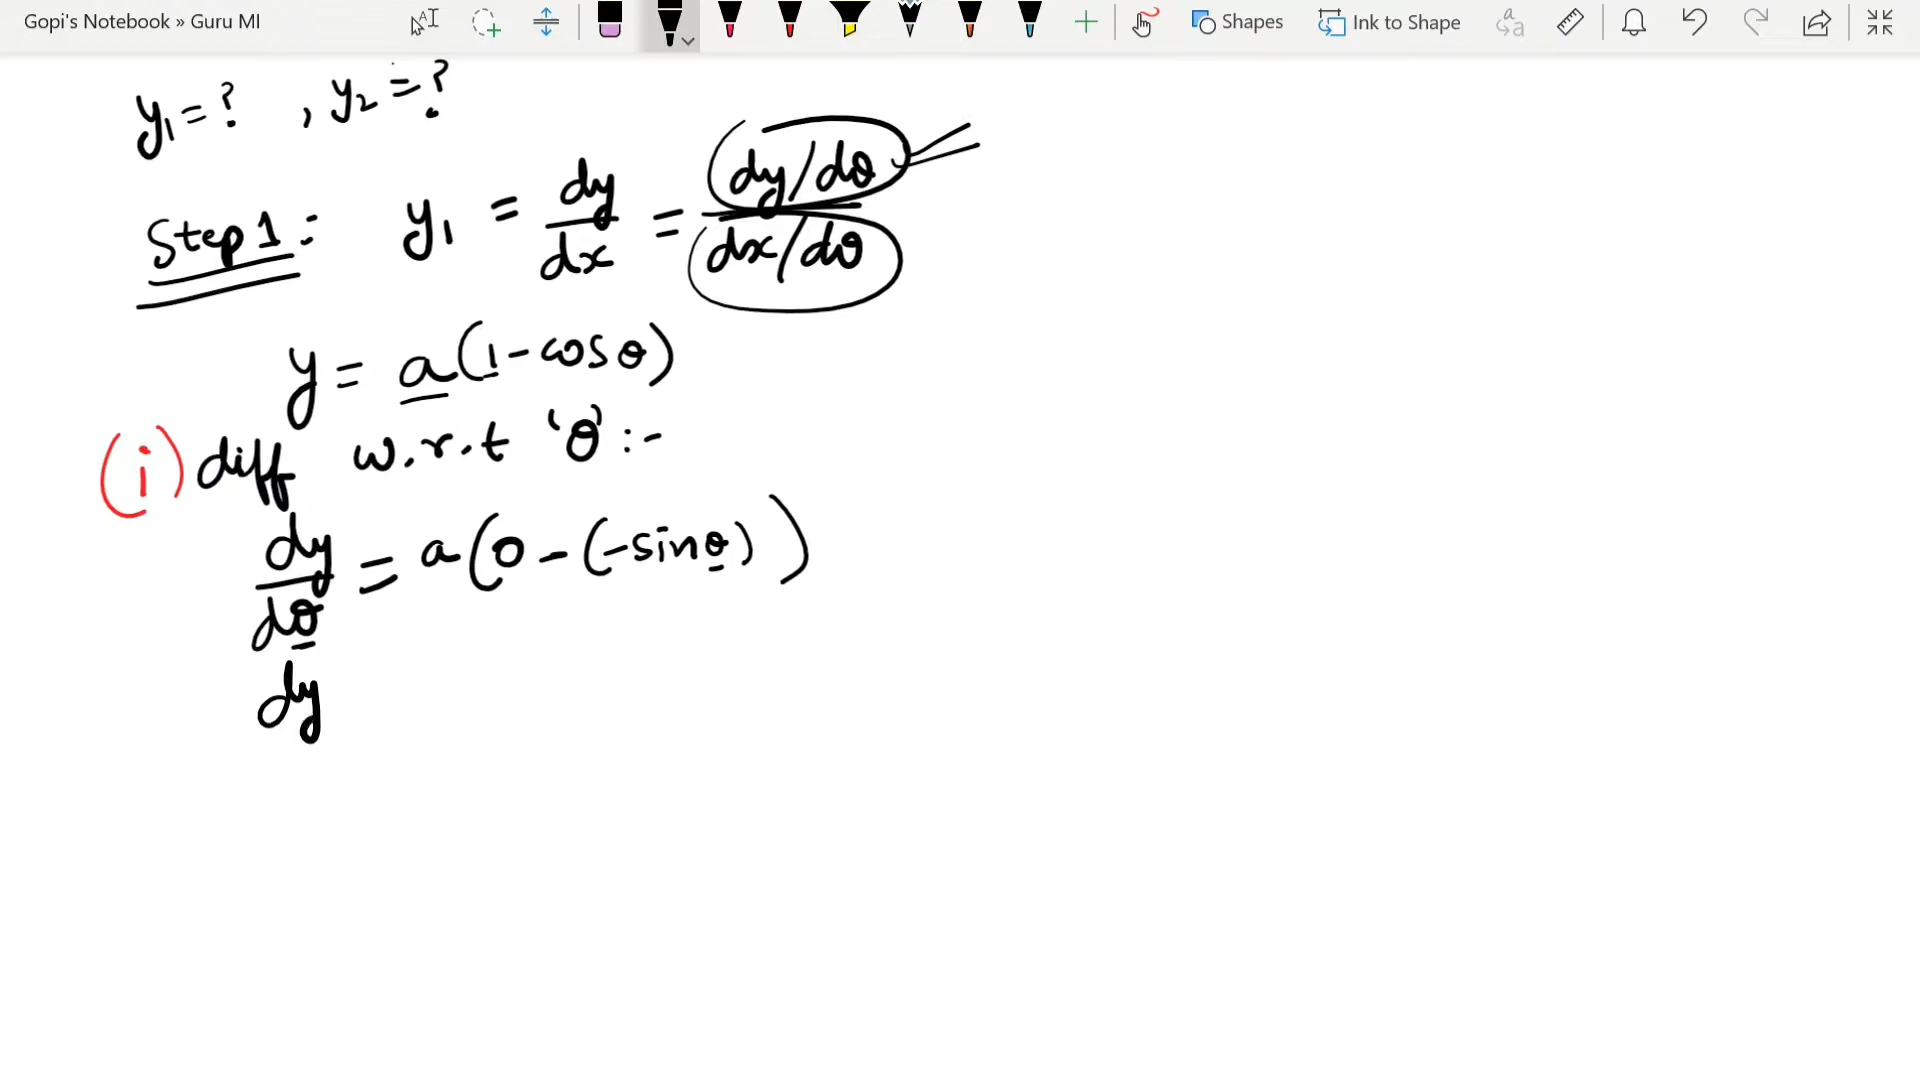 Gopi's Notebook » Guru MI
Shapes
Ink to Shape
y₁ = ? , y₂ = ?
Step 1 : y₁ = dy/dx = (dy/dθ)/(dx/dθ)
y = a(1 - cos θ)
(i) diff w.r.t 'θ' :-
dy/dθ = a(0 - (-sin θ))
dy